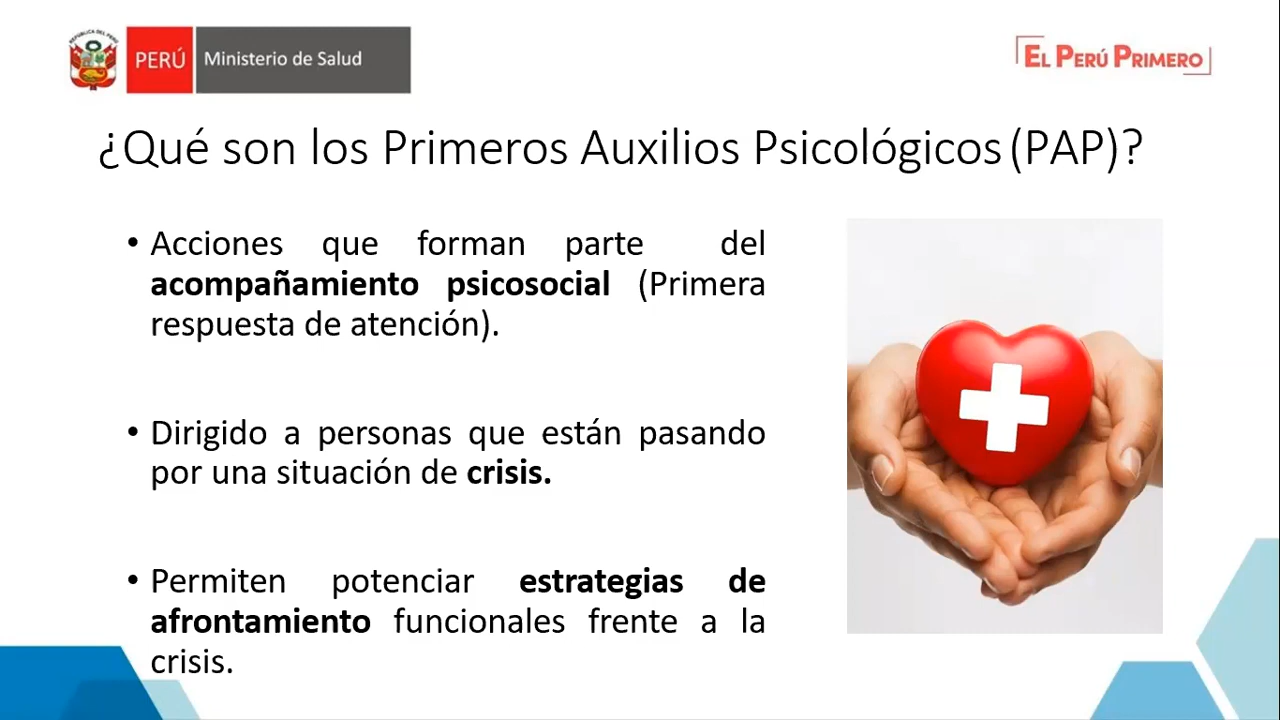 PERÚ
Ministerio de Salud
EL PERÚ PRIMERO
¿Qué son los Primeros Auxilios Psicológicos (PAP)?
• Acciones que forman parte del
acompañamiento psicosocial (Primera
respuesta de atención).
• Dirigido a personas que están pasando
por una situación de crisis.
• Permiten potenciar estrategias de
afrontamiento funcionales frente a la
crisis.